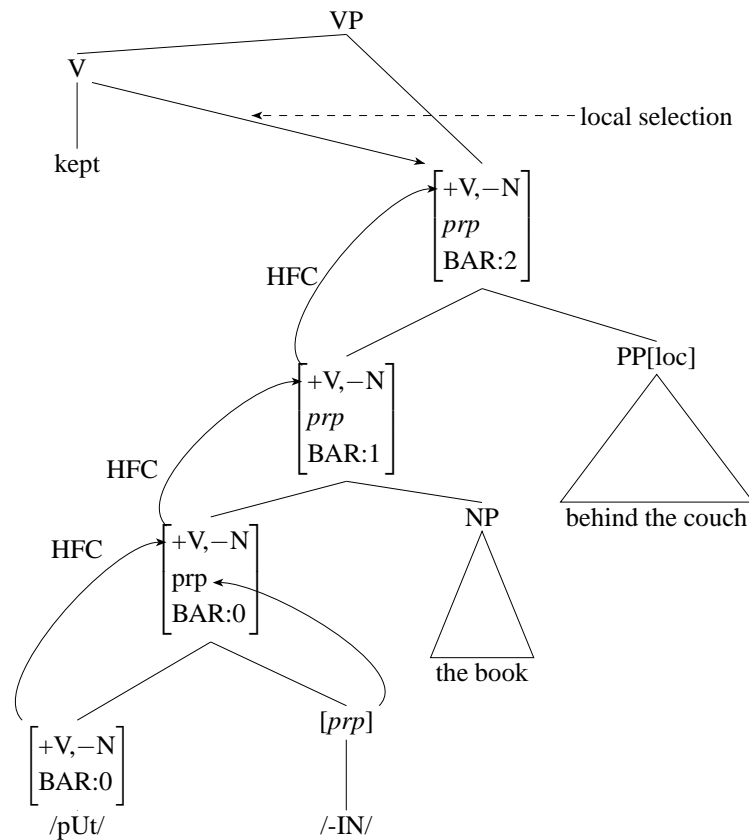 VP
V
local selection
kept
+V,−N
prp
BAR:2
HFC
PP[loc]
+V,−N
prp
BAR:1
HFC
behind the couch
NP
HFC
+V,−N
prp
BAR:0
the book
[prp]
+V,−N
BAR:0
/pUt/
/-IN/